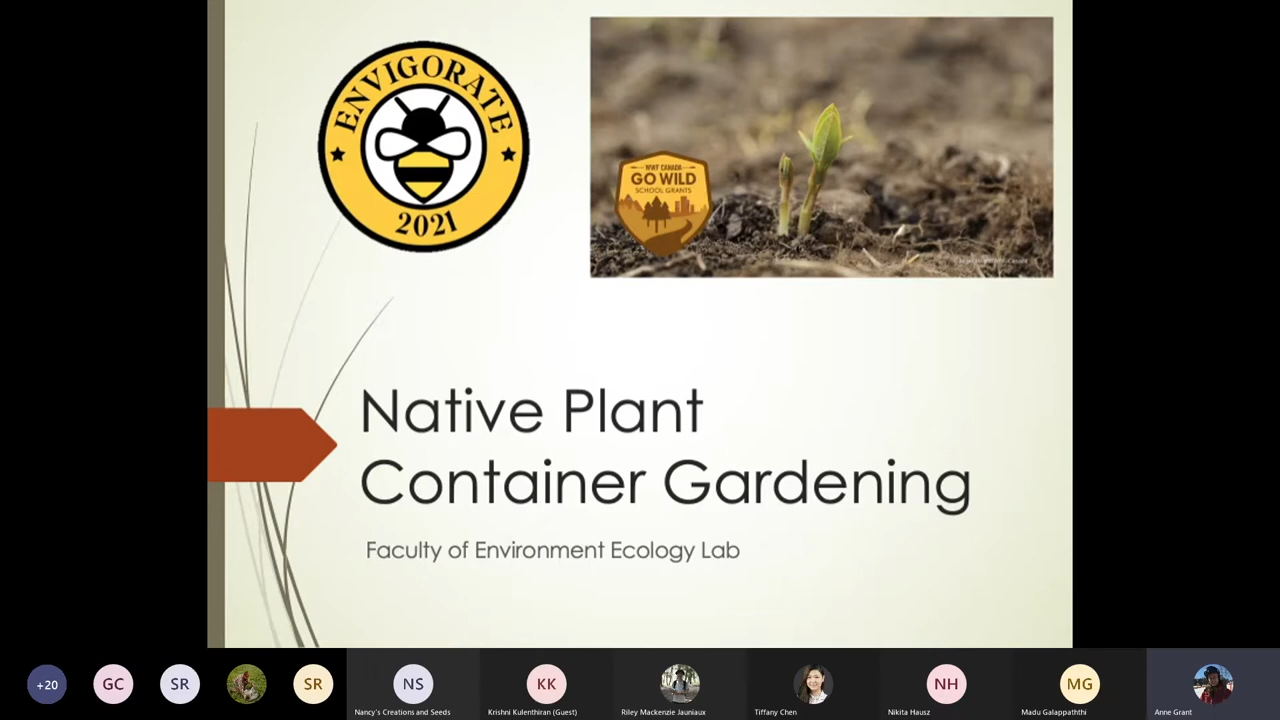 ENVIGORATE
2021
WWF CANADA
GO WILD
SCHOOL GRANTS
Native Plant
Container Gardening
Faculty of Environment Ecology Lab
+20
GC
SR
SR
NS
KK
NH
MG
Nancy's Creations and Seeds
Krishni Kulenthiran (Guest)
Riley Mackenzie Jauniaux
Tiffany Chen
Nikita Hausz
Madu Galappaththi
Anne Grant